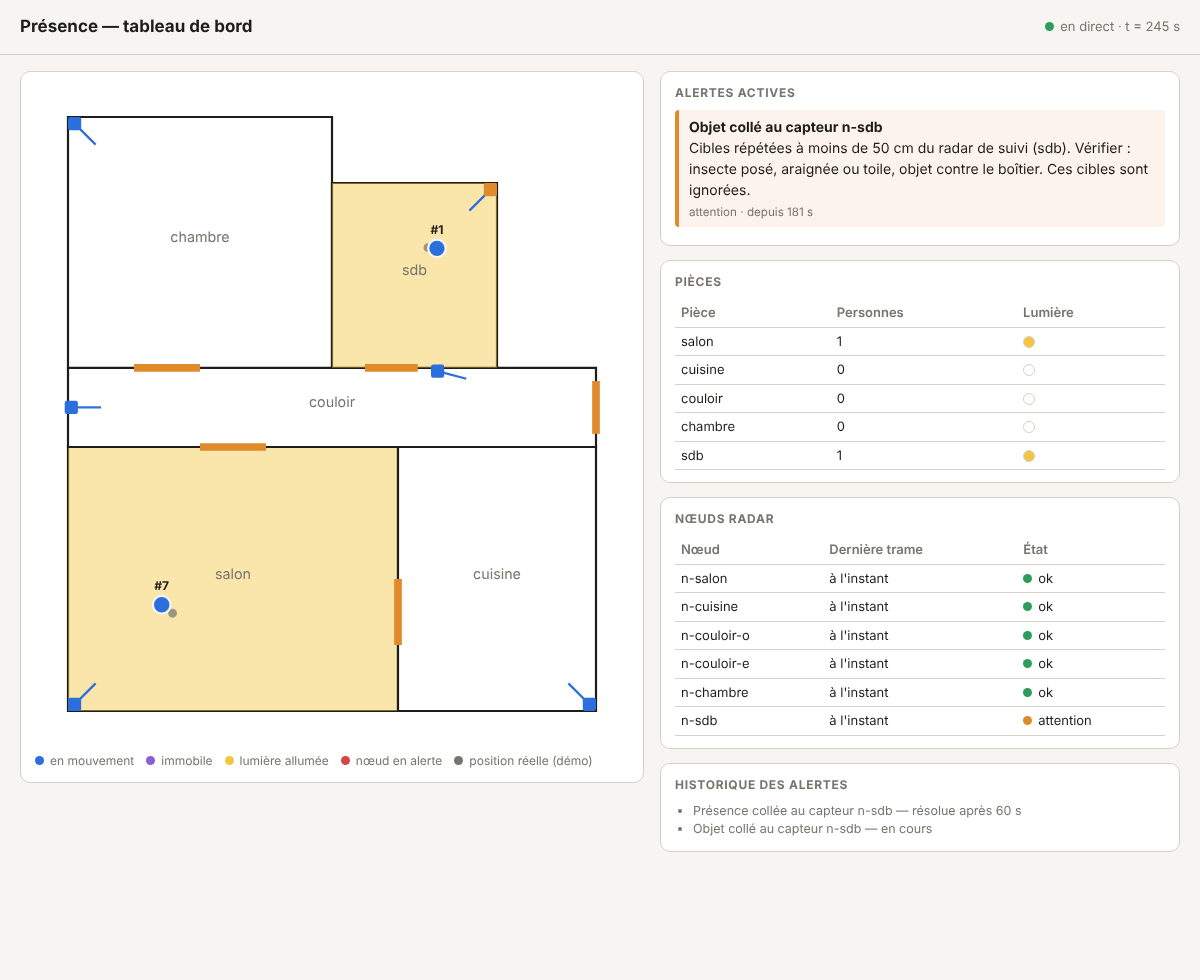 Présence — tableau de bord
en direct · t = 245 s
chambre
#1
sdb
couloir
#7
salon
cuisine
en mouvement
immobile
lumière allumée
nœud en alerte
position réelle (démo)
ALERTES ACTIVES
Objet collé au capteur n-sdb
Cibles répétées à moins de 50 cm du radar de suivi (sdb). Vérifier :
insecte posé, araignée ou toile, objet contre le boîtier. Ces cibles sont
ignorées.
attention · depuis 181 s
PIÈCES
Pièce Personnes Lumière
salon 1
cuisine 0
couloir 0
chambre 0
sdb 1
NŒUDS RADAR
Nœud Dernière trame État
n-salon à l'instant ok
n-cuisine à l'instant ok
n-couloir-o à l'instant ok
n-couloir-e à l'instant ok
n-chambre à l'instant ok
n-sdb à l'instant attention
HISTORIQUE DES ALERTES
• Présence collée au capteur n-sdb — résolue après 60 s
• Objet collé au capteur n-sdb — en cours